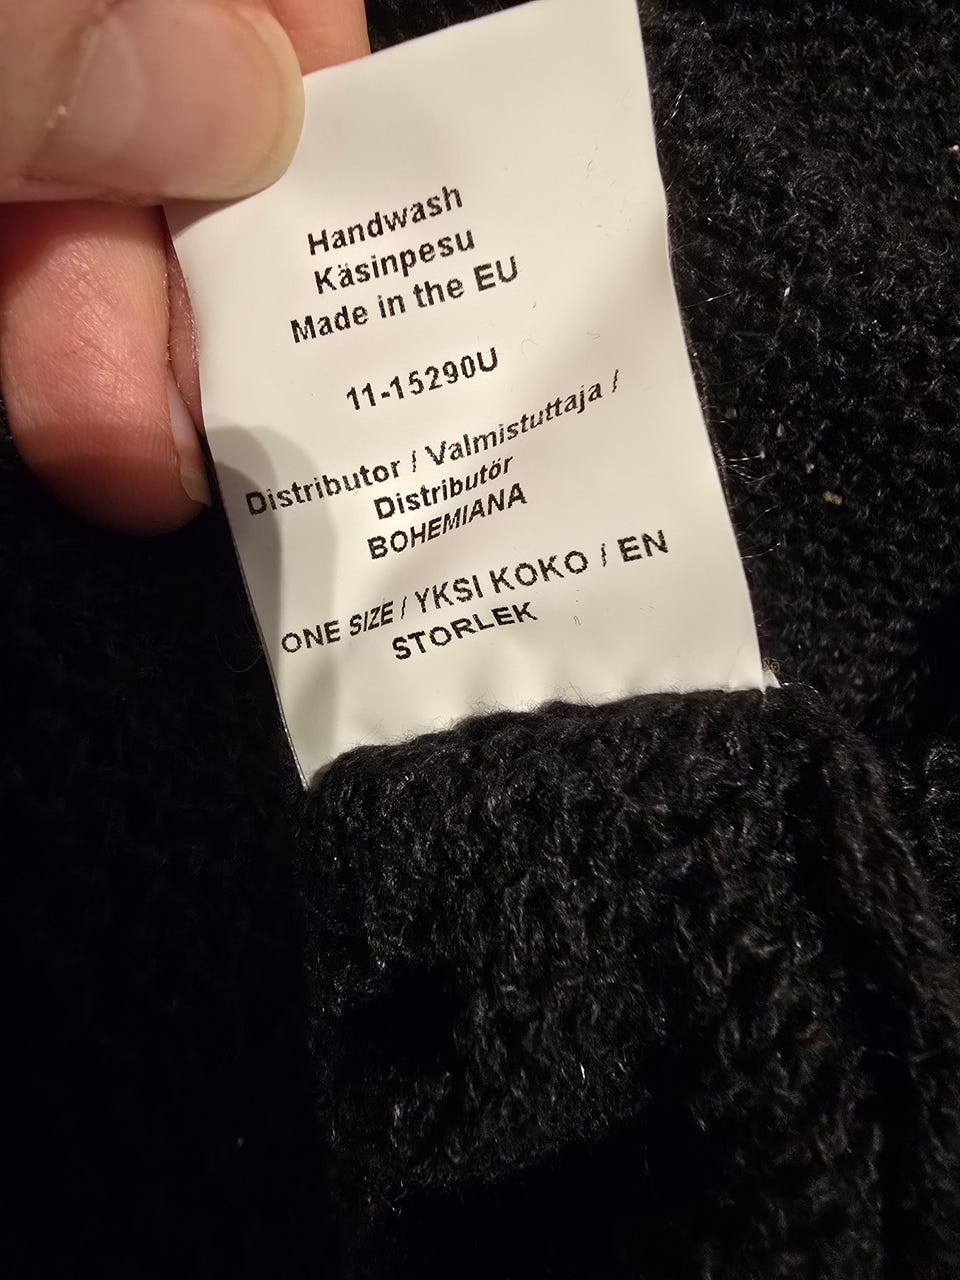 Handwash
Käsinpesu
Made in the EU
11-15290U
Distributor / Valmistuttaja /
Distributör
BOHEMIANA
ONE SIZE / YKSI KOKO / EN
STORLEK